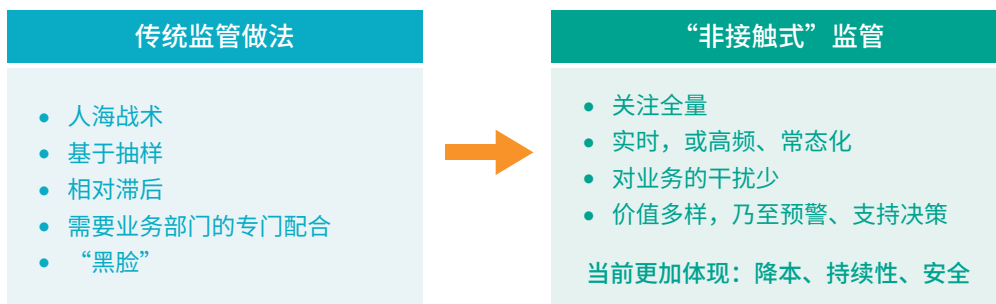 传统监管做法
• 人海战术
• 基于抽样
• 相对滞后
• 需要业务部门的专门配合
• “黑脸”
“非接触式”监管
• 关注全量
• 实时，或高频、常态化
• 对业务的干扰少
• 价值多样，乃至预警、支持决策
当前更加体现：降本、持续性、安全